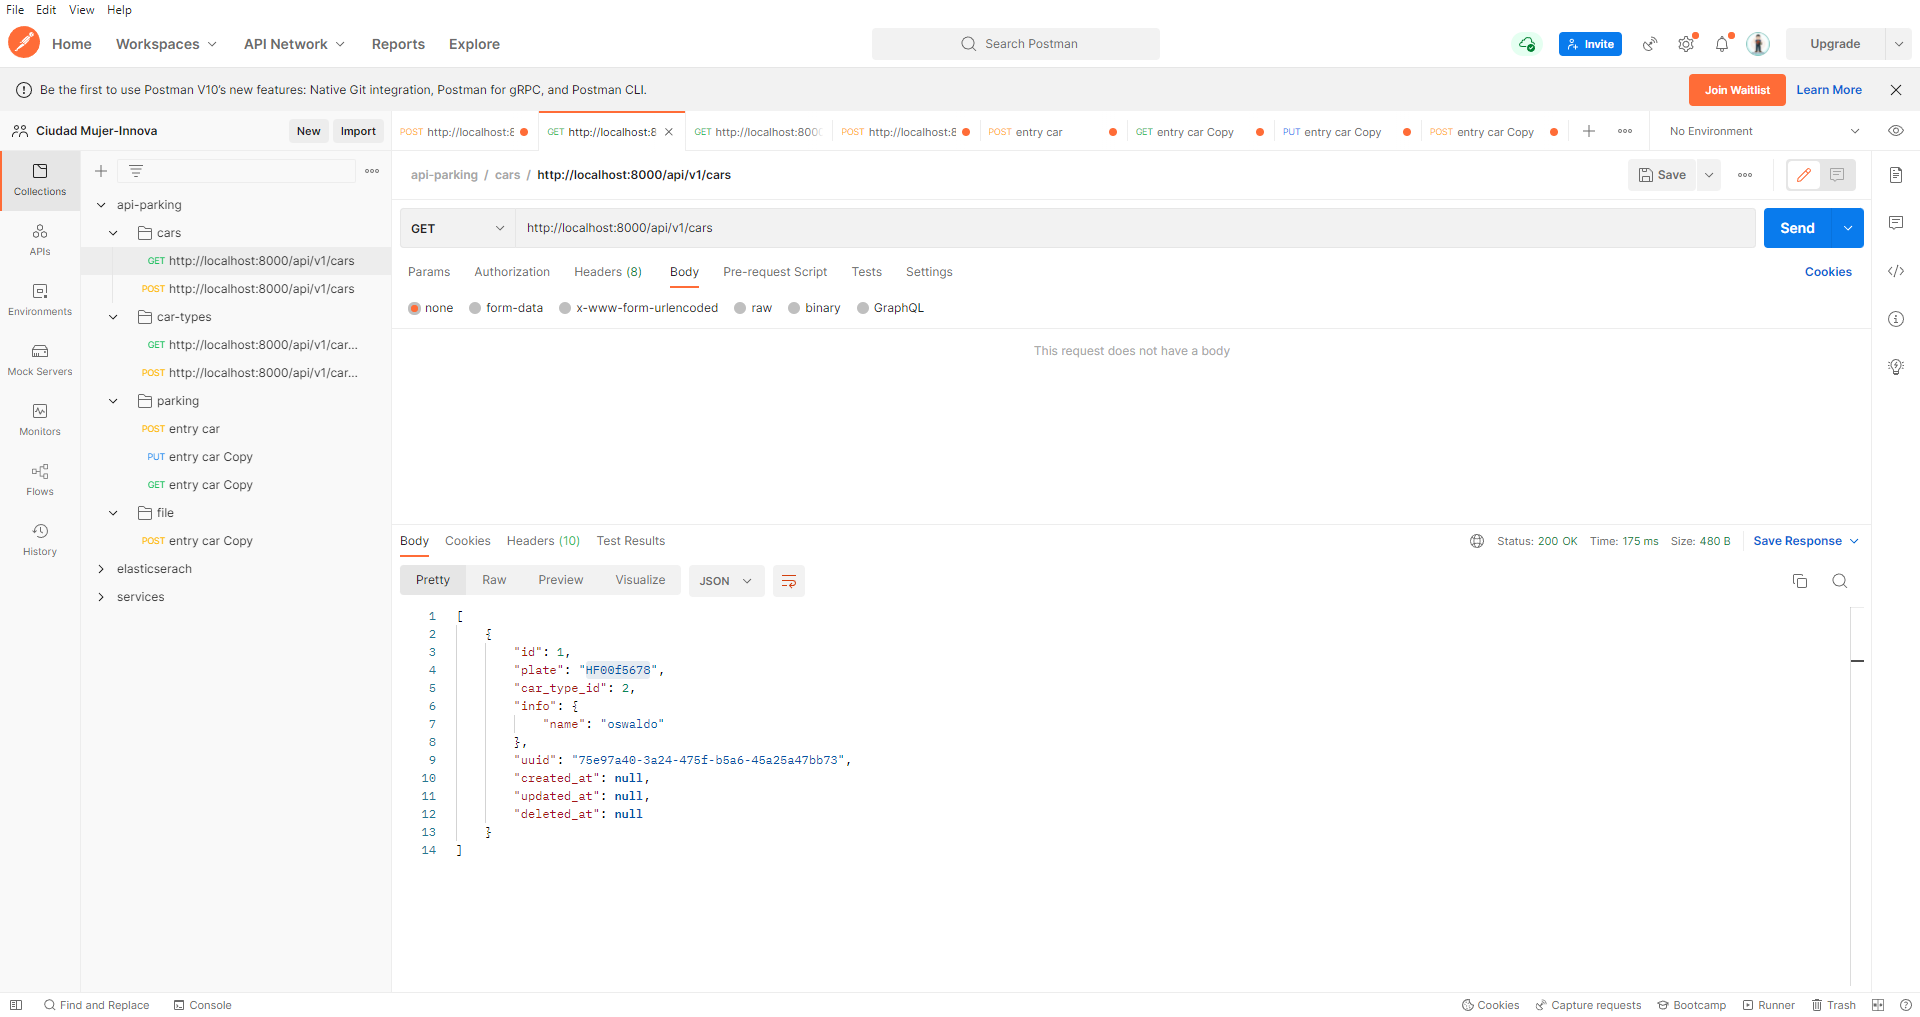 File Edit View Help
Home Workspaces API Network Reports Explore Search Postman Invite Upgrade
Be the first to use Postman V10's new features: Native Git integration, Postman for gRPC, and Postman CLI. Join Waitlist Learn More
Ciudad Mujer-Innova New Import
POST http://localhost:8 GET http://localhost:8 GET http://localhost:800 POST http://localhost:8 POST entry car GET entry car Copy PUT entry car Copy POST entry car Copy No Environment
Collections
APIs
Environments
Mock Servers
Monitors
Flows
History
api-parking
cars
GET http://localhost:8000/api/v1/cars
POST http://localhost:8000/api/v1/cars
car-types
GET http://localhost:8000/api/v1/car...
POST http://localhost:8000/api/v1/car...
parking
POST entry car
PUT entry car Copy
GET entry car Copy
file
POST entry car Copy
elasticserach
services
api-parking / cars / http://localhost:8000/api/v1/cars Save
GET http://localhost:8000/api/v1/cars Send
Params Authorization Headers (8) Body Pre-request Script Tests Settings Cookies
none form-data x-www-form-urlencoded raw binary GraphQL
This request does not have a body
Body Cookies Headers (10) Test Results Status: 200 OK Time: 175 ms Size: 480 B Save Response
Pretty Raw Preview Visualize JSON
1 [
2 {
3 "id": 1,
4 "plate": "HF00f5678",
5 "car_type_id": 2,
6 "info": {
7 "name": "oswaldo"
8 },
9 "uuid": "75e97a40-3a24-475f-b5a6-45a25a47bb73",
10 "created_at": null,
11 "updated_at": null,
12 "deleted_at": null
13 }
14 ]
Find and Replace Console Cookies Capture requests Bootcamp Runner Trash